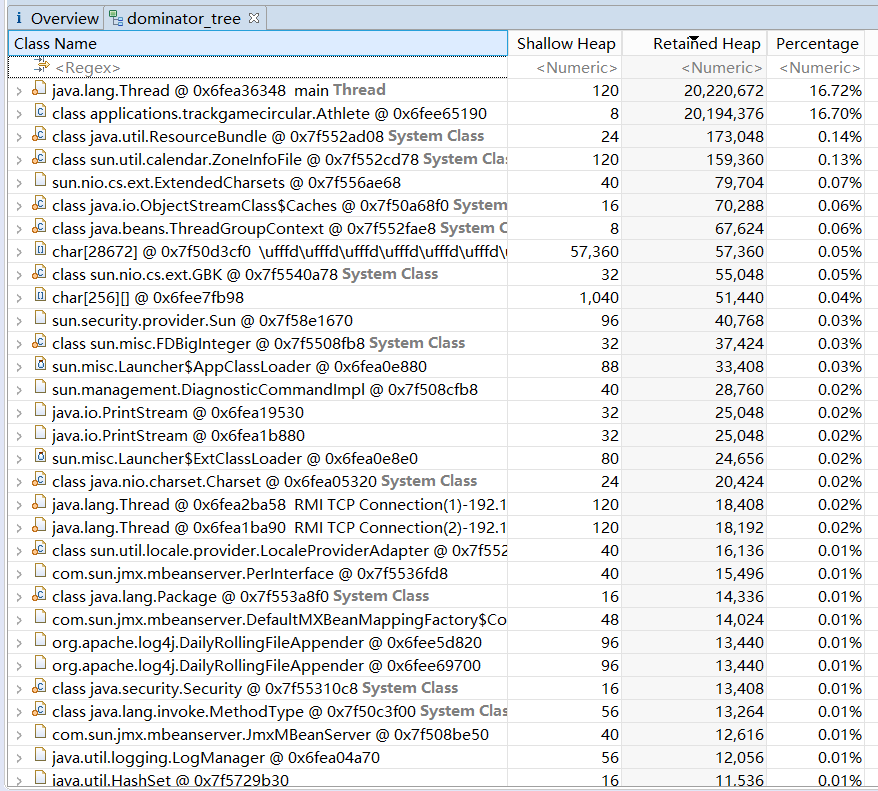 i Overview dominator_tree
Class Name Shallow Heap Retained Heap Percentage
<Regex> <Numeric> <Numeric> <Numeric>
java.lang.Thread @ 0x6fea36348 main Thread 120 20,220,672 16.72%
class applications.trackgamecircular.Athlete @ 0x6fee65190 8 20,194,376 16.70%
class java.util.ResourceBundle @ 0x7f552ad08 System Class 24 173,048 0.14%
class sun.util.calendar.ZoneInfoFile @ 0x7f552cd78 System Clas 120 159,360 0.13%
sun.nio.cs.ext.ExtendedCharsets @ 0x7f556ae68 40 79,704 0.07%
class java.io.ObjectStreamClass$Caches @ 0x7f50a68f0 System 16 70,288 0.06%
class java.beans.ThreadGroupContext @ 0x7f552fae8 System C 8 67,624 0.06%
char[28672] @ 0x7f50d3cf0 \ufffd\ufffd\ufffd\ufffd\ufffd\ufffd\u 57,360 57,360 0.05%
class sun.nio.cs.ext.GBK @ 0x7f5540a78 System Class 32 55,048 0.05%
char[256][] @ 0x6fee7fb98 1,040 51,440 0.04%
sun.security.provider.Sun @ 0x7f58e1670 96 40,768 0.03%
class sun.misc.FDBigInteger @ 0x7f5508fb8 System Class 32 37,424 0.03%
sun.misc.Launcher$AppClassLoader @ 0x6fea0e880 88 33,408 0.03%
sun.management.DiagnosticCommandImpl @ 0x7f508cfb8 40 28,760 0.02%
java.io.PrintStream @ 0x6fea19530 32 25,048 0.02%
java.io.PrintStream @ 0x6fea1b880 32 25,048 0.02%
sun.misc.Launcher$ExtClassLoader @ 0x6fea0e8e0 80 24,656 0.02%
class java.nio.charset.Charset @ 0x6fea05320 System Class 24 20,424 0.02%
java.lang.Thread @ 0x6fea2ba58 RMI TCP Connection(1)-192.1 120 18,408 0.02%
java.lang.Thread @ 0x6fea1ba90 RMI TCP Connection(2)-192.1 120 18,192 0.02%
class sun.util.locale.provider.LocaleProviderAdapter @ 0x7f552 40 16,136 0.01%
com.sun.jmx.mbeanserver.PerInterface @ 0x7f5536fd8 40 15,496 0.01%
class java.lang.Package @ 0x7f553a8f0 System Class 16 14,336 0.01%
com.sun.jmx.mbeanserver.DefaultMXBeanMappingFactory$Co 48 14,024 0.01%
org.apache.log4j.DailyRollingFileAppender @ 0x6fee5d820 96 13,440 0.01%
org.apache.log4j.DailyRollingFileAppender @ 0x6fee69700 96 13,440 0.01%
class java.security.Security @ 0x7f55310c8 System Class 16 13,408 0.01%
class java.lang.invoke.MethodType @ 0x7f50c3f00 System Clas 56 13,264 0.01%
com.sun.jmx.mbeanserver.JmxMBeanServer @ 0x7f508be50 40 12,616 0.01%
java.util.logging.LogManager @ 0x6fea04a70 56 12,056 0.01%
java.util.HashSet @ 0x7f5729b30 16 11,536 0.01%